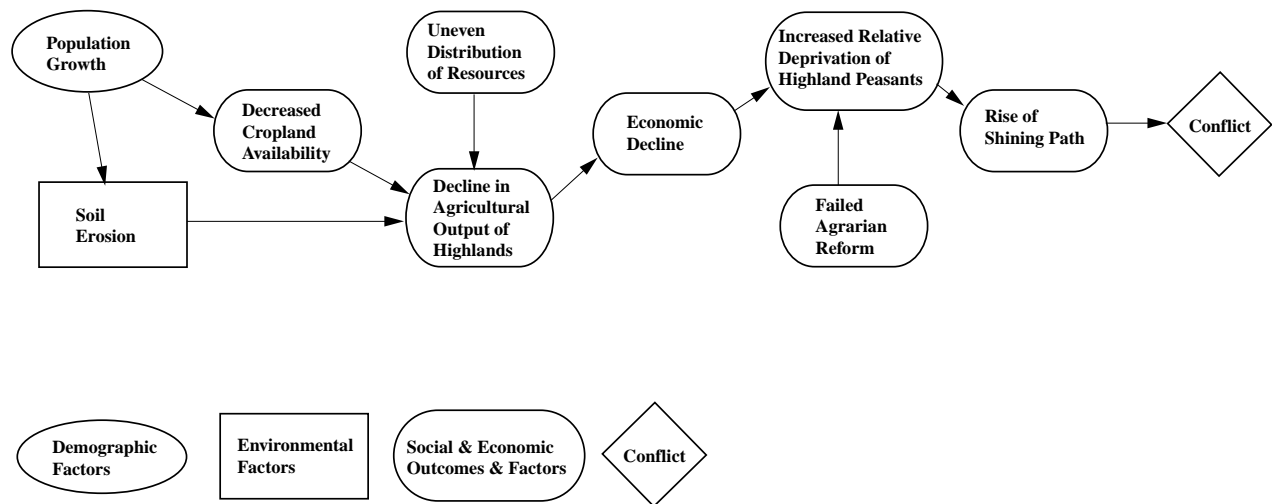 Population
Growth
Uneven
Distribution
of Resources
Increased Relative
Deprivation of
Highland Peasants
Decreased
Cropland
Availability
Economic
Decline
Rise of
Shining Path
Conflict
Soil
Erosion
Decline in
Agricultural
Output of
Highlands
Failed
Agrarian
Reform
Demographic
Factors
Environmental
Factors
Social & Economic
Outcomes & Factors
Conflict